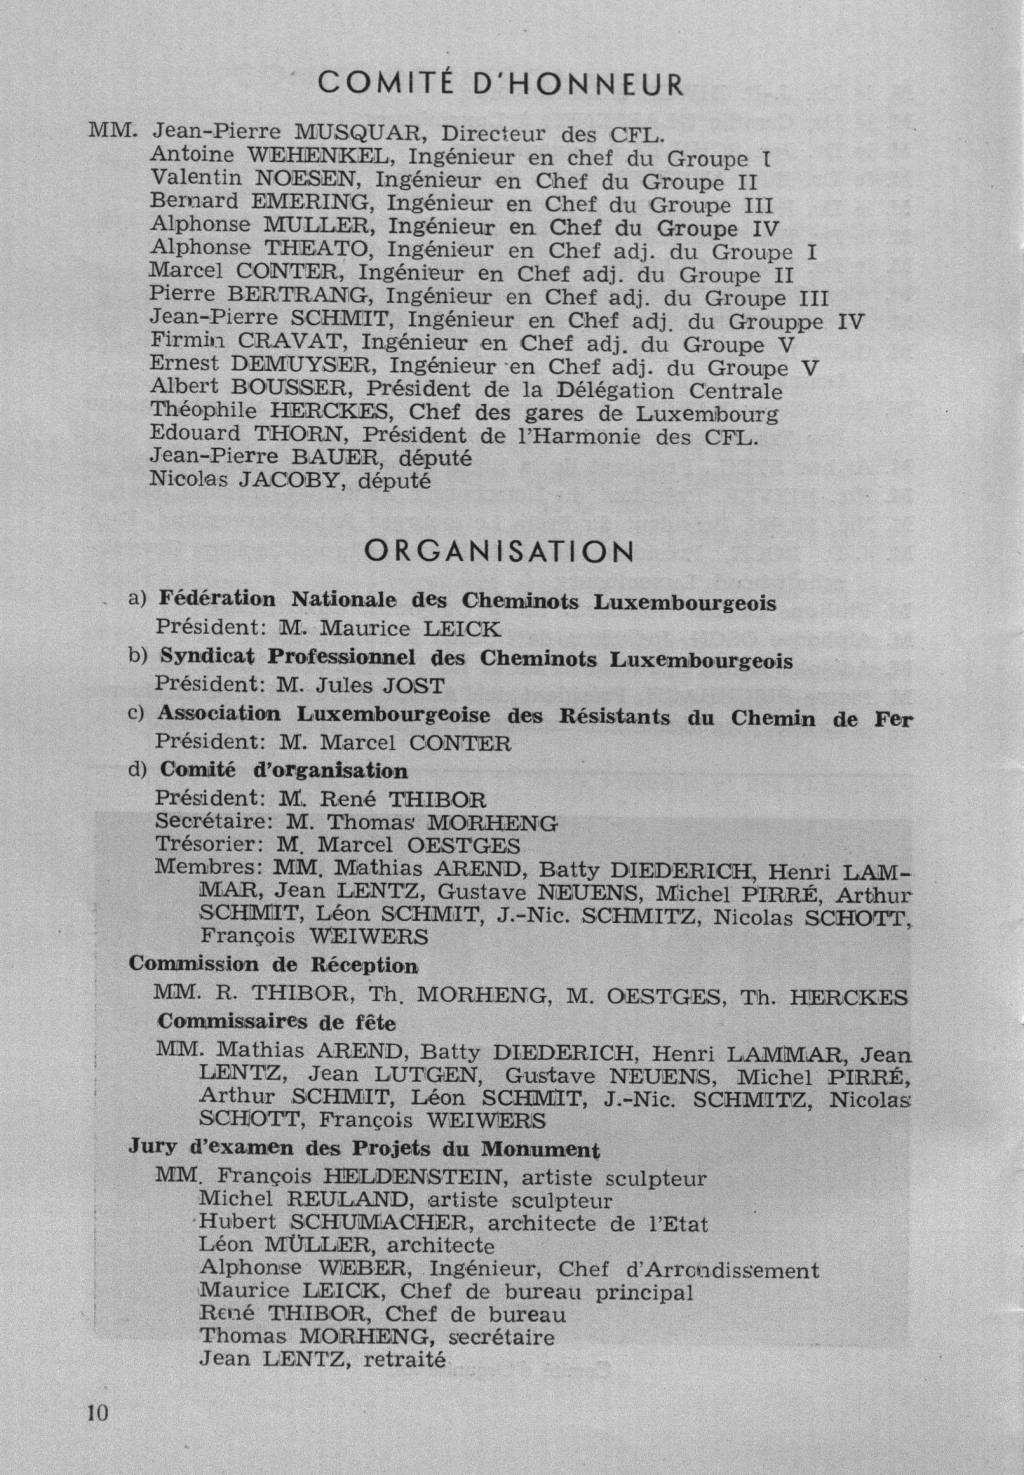 COMITÉ D'HONNEUR
MM. Jean-Pierre MUSQUAR, Directeur des CFL.
Antoine WEHENKEL, Ingénieur en chef du Groupe I
Valentin NOESEN, Ingénieur en Chef du Groupe II
Bernard EMERING, Ingénieur en Chef du Groupe III
Alphonse MULLER, Ingénieur en Chef du Groupe IV
Alphonse THEATO, Ingénieur en Chef adj. du Groupe I
Marcel CONTER, Ingénieur en Chef adj. du Groupe II
Pierre BERTRANG, Ingénieur en Chef adj. du Groupe III
Jean-Pierre SCHMIT, Ingénieur en Chef adj. du Grouppe IV
Firmin CRAVAT, Ingénieur en Chef adj. du Groupe V
Ernest DEMUYSER, Ingénieur en Chef adj. du Groupe V
Albert BOUSSER, Président de la Délégation Centrale
Théophile HERCKES, Chef des gares de Luxembourg
Edouard THORN, Président de l'Harmonie des CFL.
Jean-Pierre BAUER, député
Nicolas JACOBY, député
ORGANISATION
a) Fédération Nationale des Cheminots Luxembourgeois
Président: M. Maurice LEICK
b) Syndicat Professionnel des Cheminots Luxembourgeois
Président: M. Jules JOST
c) Association Luxembourgeoise des Résistants du Chemin de Fer
Président: M. Marcel CONTER
d) Comité d'organisation
Président: M. René THIBOR
Secrétaire: M. Thomas MORHENG
Trésorier: M. Marcel OESTGES
Membres: MM. Mathias AREND, Batty DIEDERICH, Henri LAM-
MAR, Jean LENTZ, Gustave NEUENS, Michel PIRRÉ, Arthur
SCHMIT, Léon SCHMIT, J.-Nic. SCHMITZ, Nicolas SCHOTT,
François WEIWERS
Commission de Réception
MM. R. THIBOR, Th. MORHENG, M. OESTGES, Th. HERCKES
Commissaires de fête
MM. Mathias AREND, Batty DIEDERICH, Henri LAMMAR, Jean
LENTZ, Jean LUTGEN, Gustave NEUENS, Michel PIRRÉ,
Arthur SCHMIT, Léon SCHMIT, J.-Nic. SCHMITZ, Nicolas
SCHOTT, François WEIWERS
Jury d'examen des Projets du Monument
MM. François HELDENSTEIN, artiste sculpteur
Michel REULAND, artiste sculpteur
Hubert SCHUMACHER, architecte de l'Etat
Léon MÜLLER, architecte
Alphonse WEBER, Ingénieur, Chef d'Arrondissement
Maurice LEICK, Chef de bureau principal
René THIBOR, Chef de bureau
Thomas MORHENG, secrétaire
Jean LENTZ, retraité
10